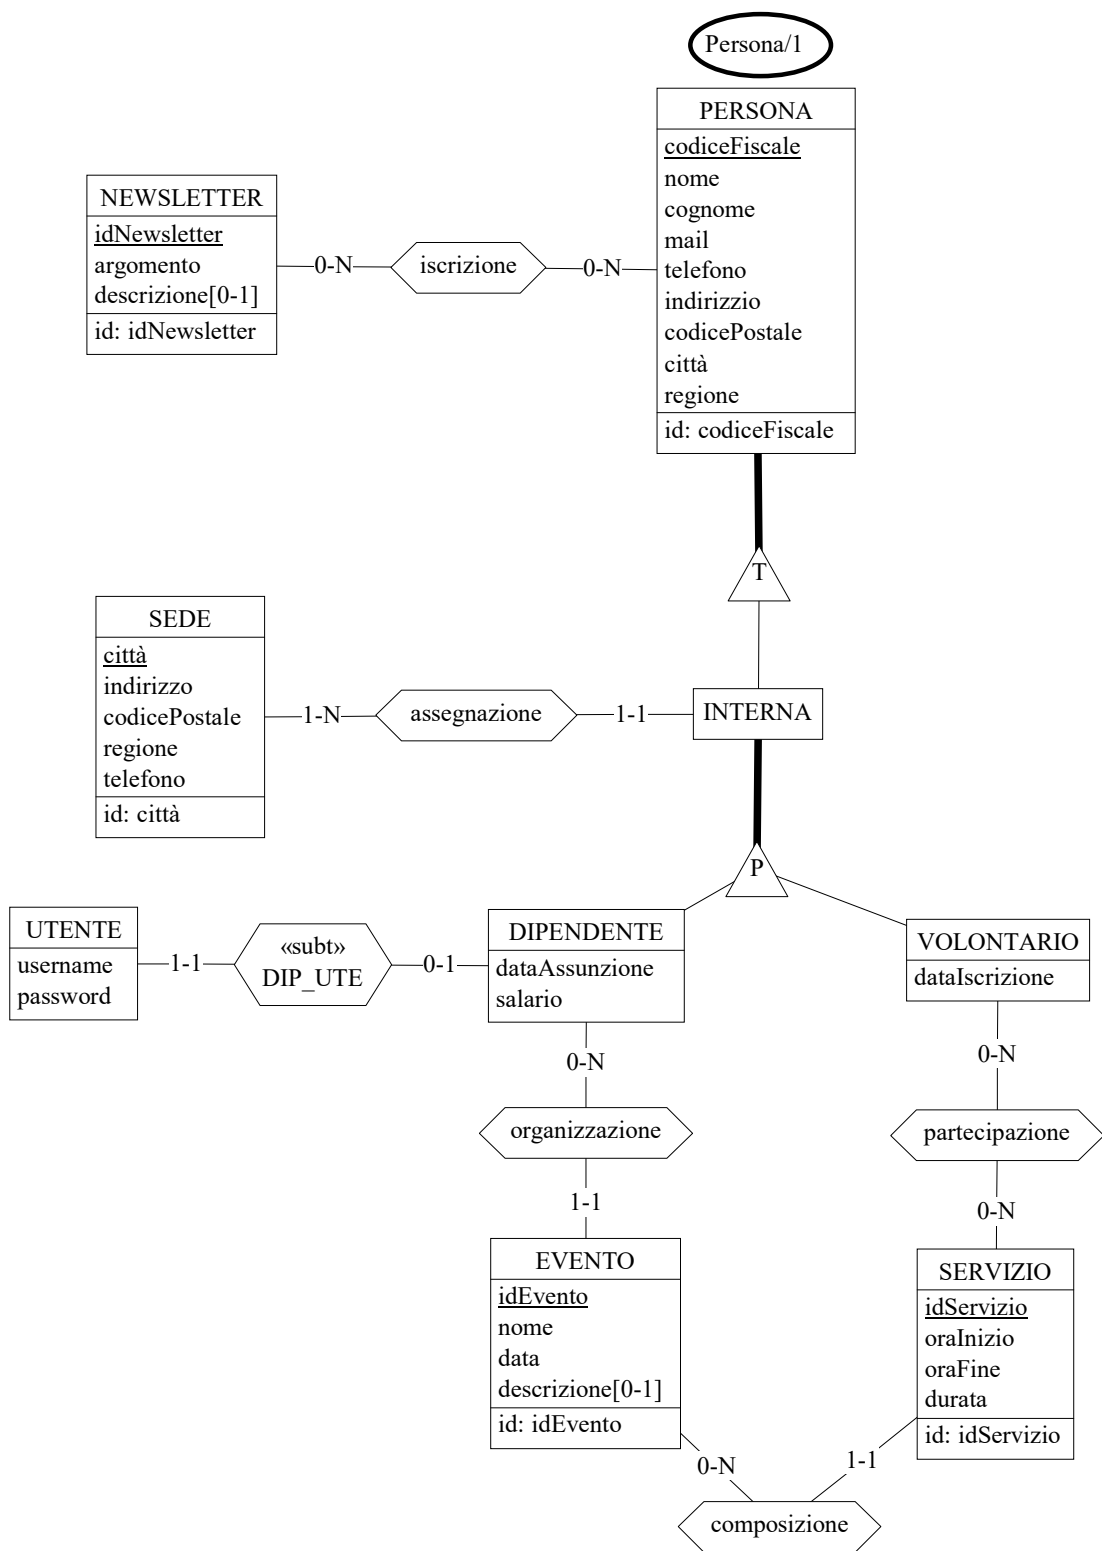 Persona/1
PERSONA
codiceFiscale
nome
cognome
mail
telefono
indirizzio
codicePostale
città
regione
id: codiceFiscale
NEWSLETTER
idNewsletter
argomento
descrizione[0-1]
id: idNewsletter
0-N
iscrizione
0-N
T
SEDE
città
indirizzo
codicePostale
regione
telefono
id: città
1-N
assegnazione
1-1
INTERNA
P
UTENTE
username
password
1-1
«subt»
DIP_UTE
0-1
DIPENDENTE
dataAssunzione
salario
VOLONTARIO
dataIscrizione
0-N
organizzazione
1-1
0-N
partecipazione
0-N
EVENTO
idEvento
nome
data
descrizione[0-1]
id: idEvento
SERVIZIO
idServizio
oraInizio
oraFine
durata
id: idServizio
0-N
1-1
composizione